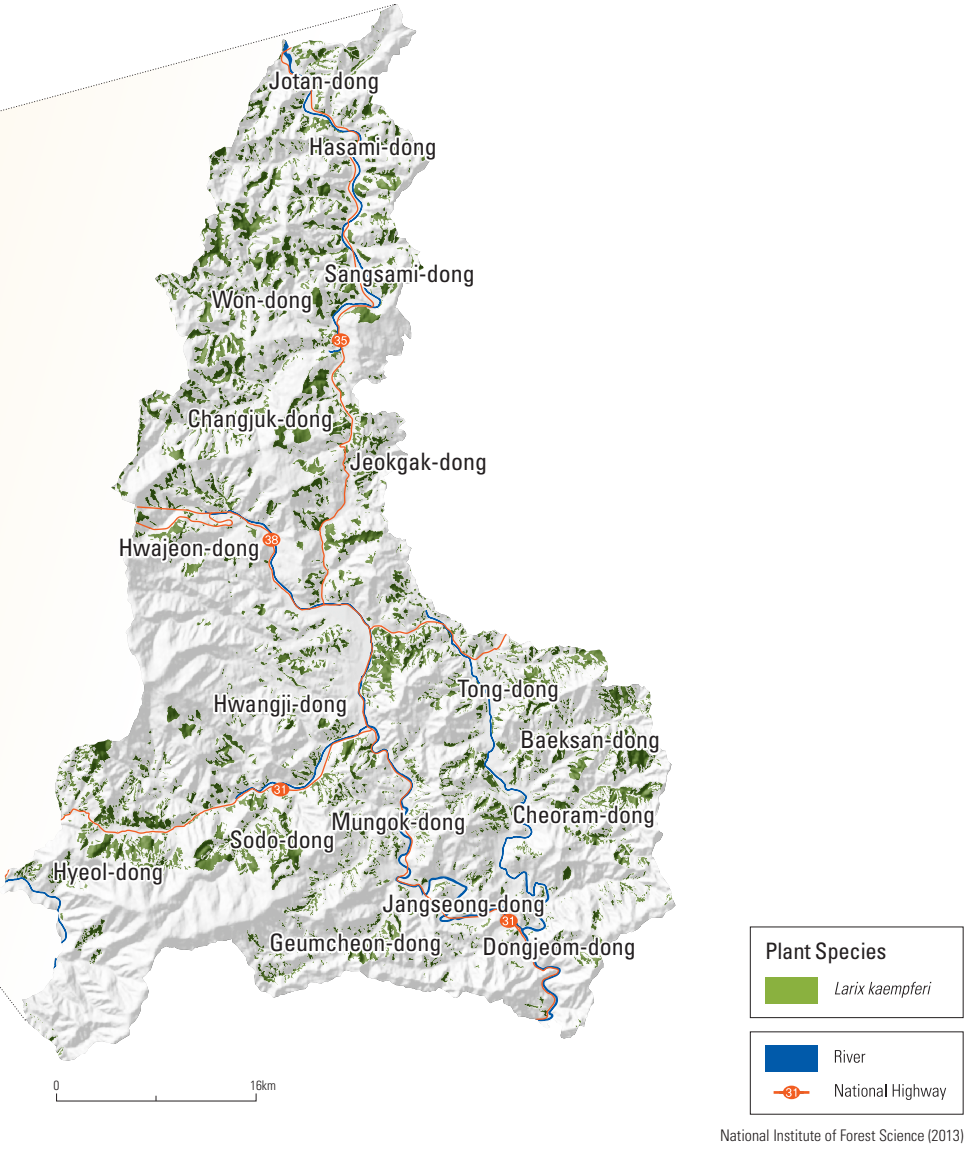 Jotan-dong
Hasami-dong
Sangsami-dong
Won-dong
35
Changjuk-dong
Jeokgak-dong
38
Hwajeon-dong
Tong-dong
Hwangji-dong
Baeksan-dong
31
Mungok-dong
Cheoram-dong
Sodo-dong
Hyeol-dong
Jangseong-dong
31
Geumcheon-dong
Dongjeom-dong
Plant Species
Larix kaempferi
River
31
National Highway
0
16km
National Institute of Forest Science (2013)